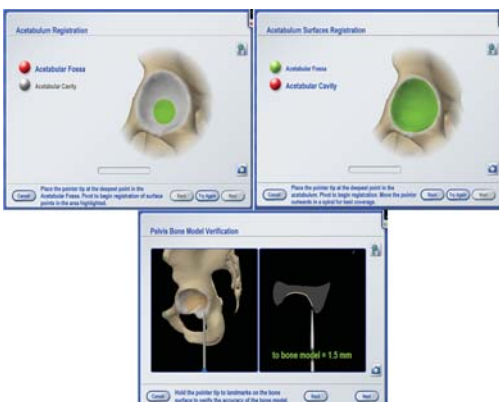 Acetabulum Registration
Acetabular Fossa
Acetabular Cavity
Place the pointer tip at the deepest point in the
Acetabular Fossa. Pivot to begin registration of surface
points in the area highlighted.
Cancel
Try Again
Next
Acetabulum Surfaces Registration
Acetabular Fossa
Acetabular Cavity
Place the pointer tip at the deepest point in the
acetabulum. Pivot to begin registration. Move the pointer
outwards in a spiral for best coverage.
Cancel
Try Again
Next
Pelvis Bone Model Verification
to bone model = 1.5 mm
Hold the pointer tip to landmarks on the bone
surface to verify the accuracy of the bone model.
Cancel
Next